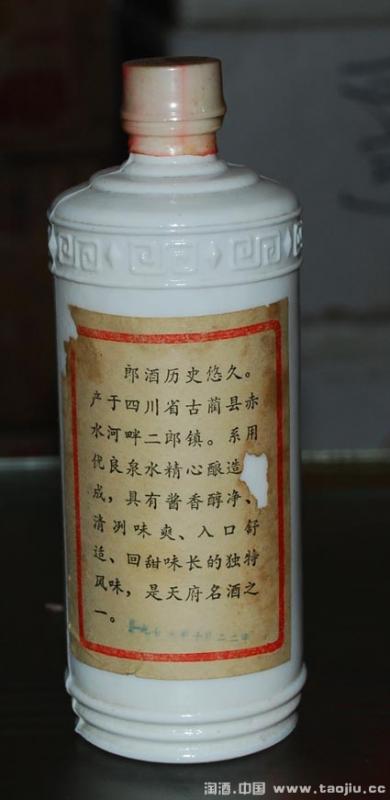 郎酒历史悠久。
产于四川省古蔺县赤
水河畔二郎镇。系用
优良泉水精心酿造
成，具有酱香醇净、
清冽味爽、入口舒
适、回甜味长的独特
风味，是天府名酒之
一。
淘酒.中国 www.taojiu.cc